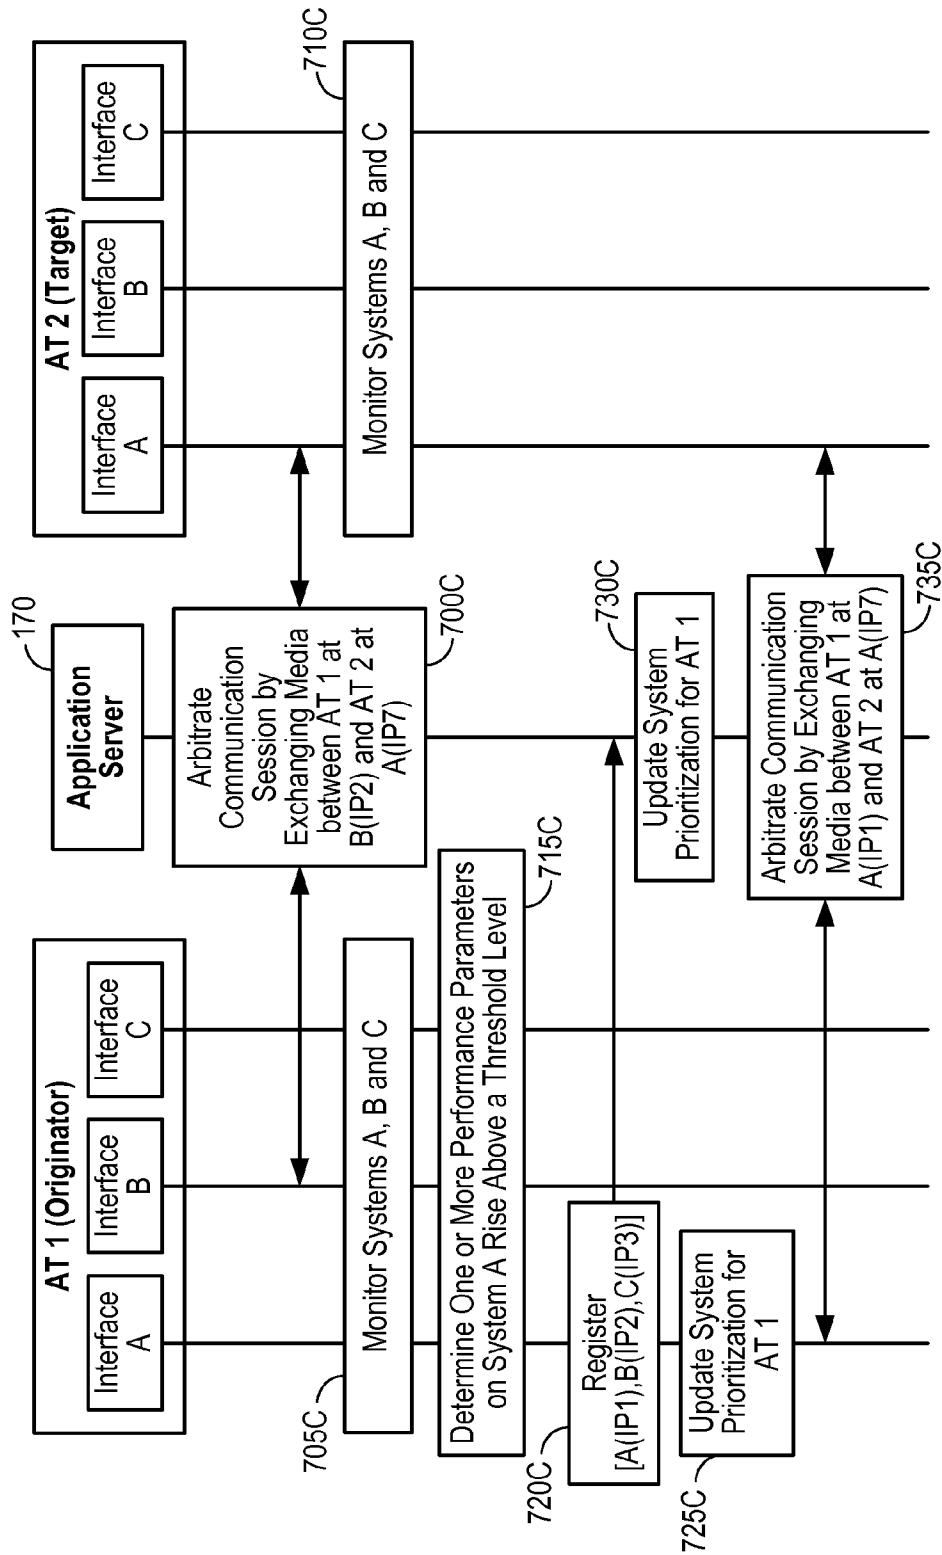 AT 1 (Originator)
Interface
A
Interface
B
Interface
C
Application
Server
170
AT 2 (Target)
Interface
A
Interface
B
Interface
C
Arbitrate
Communication
Session by
Exchanging Media
between AT 1 at
B(IP2) and AT 2 at
A(IP7)
700C
Monitor Systems A, B and C
705C
Monitor Systems A, B and C
710C
Determine One or More Performance Parameters
on System A Rise Above a Threshold Level
715C
Register
[A(IP1),B(IP2),C(IP3)]
720C
Update System
Prioritization for
AT 1
725C
Update System
Prioritization for AT 1
730C
Arbitrate Communication
Session by Exchanging
Media between AT 1 at
A(IP1) and AT 2 at A(IP7)
735C